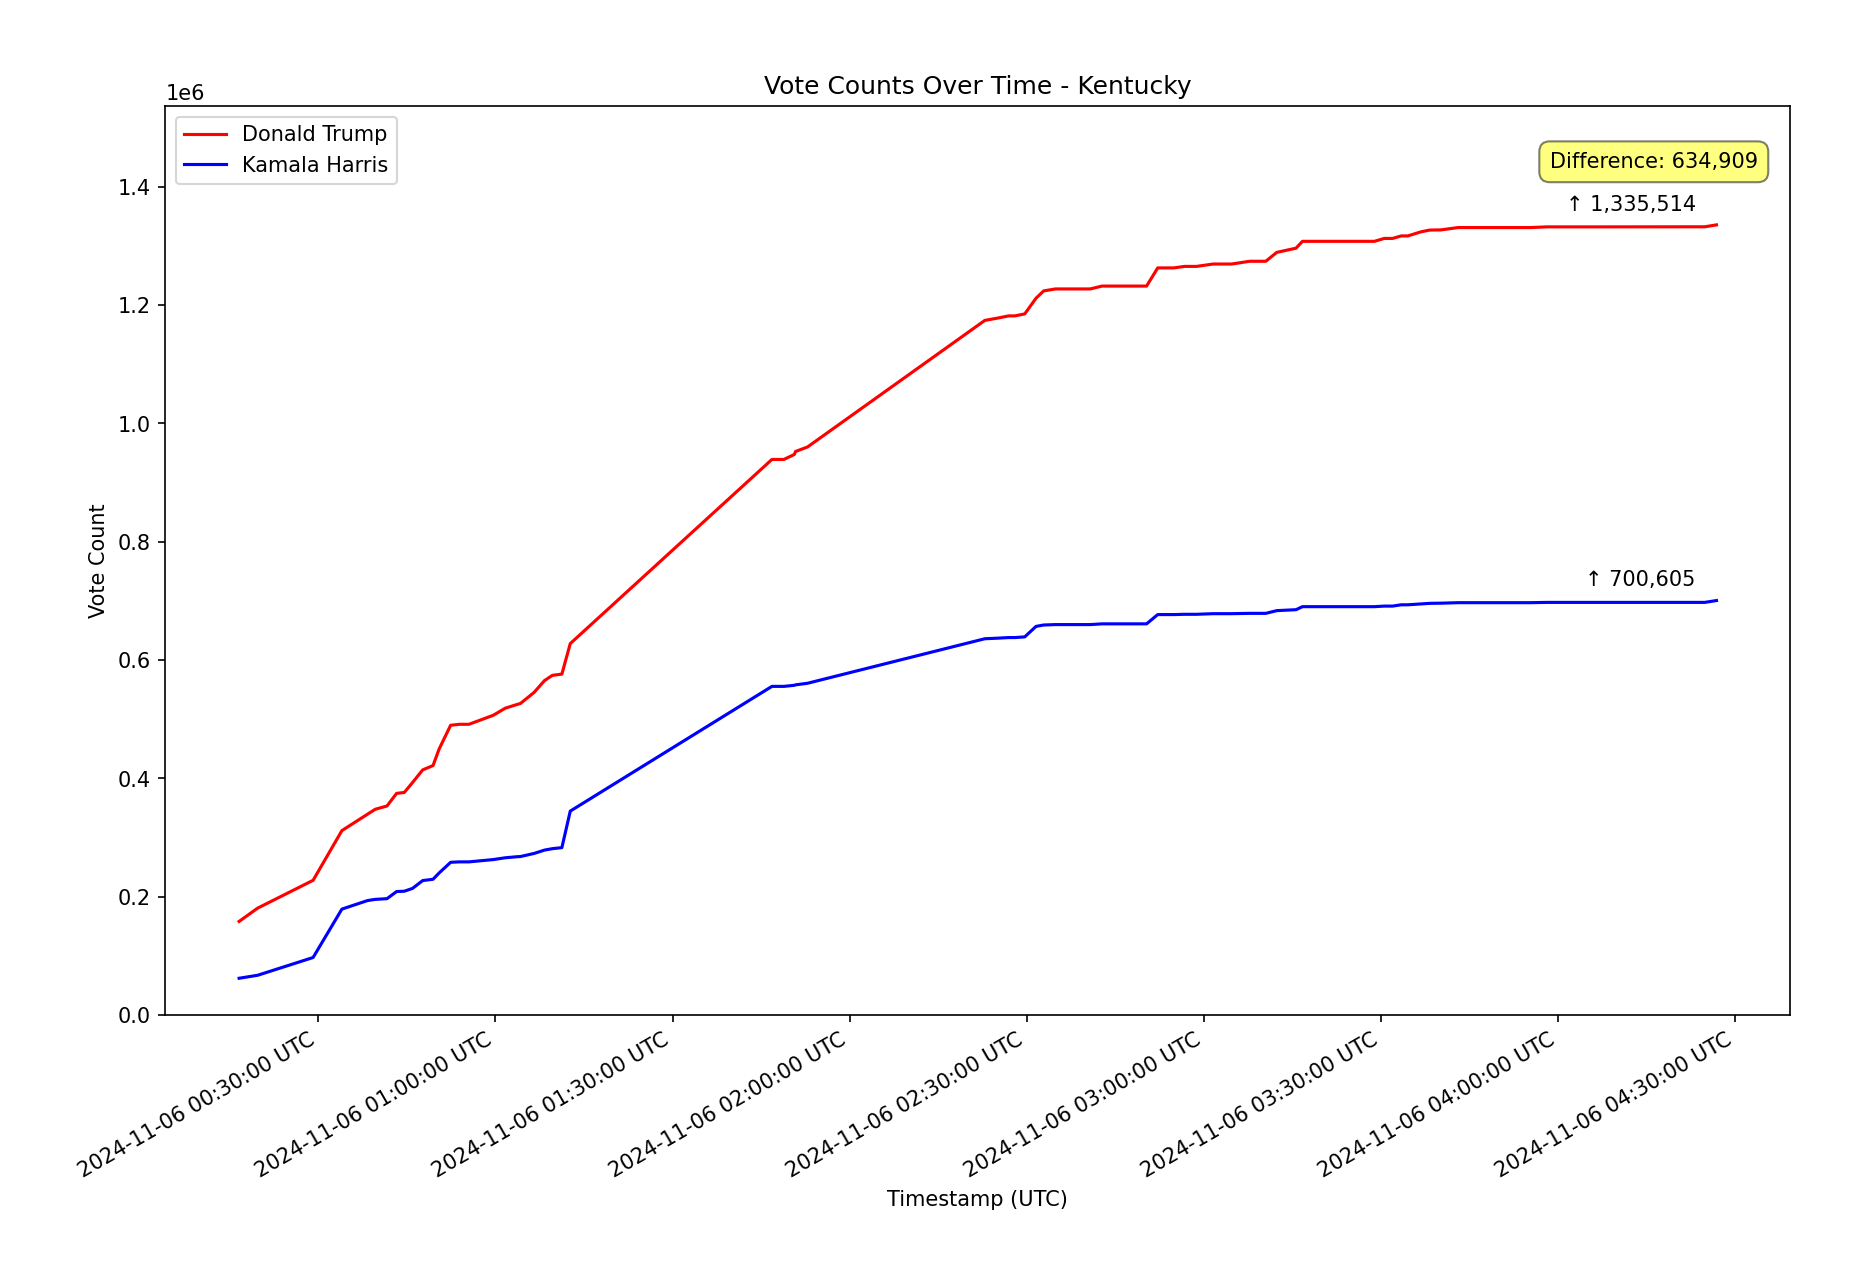 Vote Counts Over Time - Kentucky
1e6
Donald Trump
Kamala Harris
Difference: 634,909
↑ 1,335,514
↑ 700,605
1.4
1.2
1.0
0.8
0.6
0.4
0.2
0.0
Vote Count
2024-11-06 00:30:00 UTC
2024-11-06 01:00:00 UTC
2024-11-06 01:30:00 UTC
2024-11-06 02:00:00 UTC
2024-11-06 02:30:00 UTC
2024-11-06 03:00:00 UTC
2024-11-06 03:30:00 UTC
2024-11-06 04:00:00 UTC
2024-11-06 04:30:00 UTC
Timestamp (UTC)